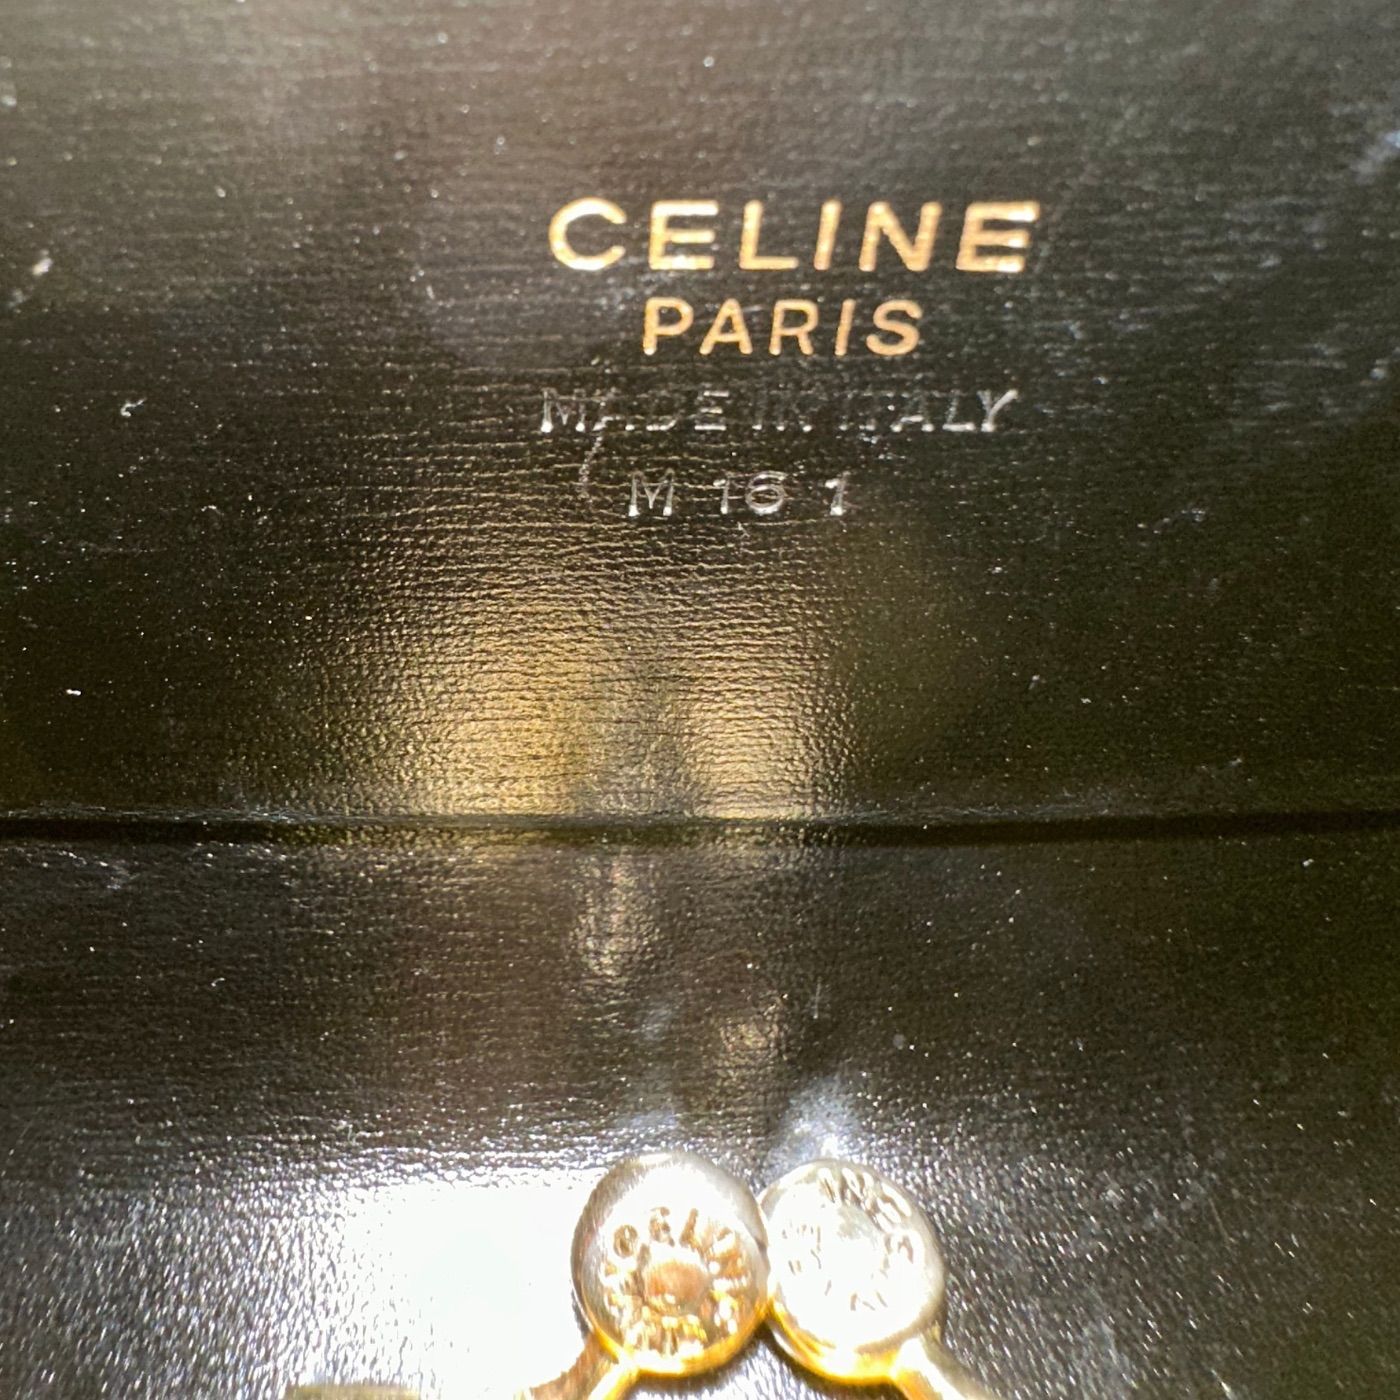 CELINE
PARIS
MADE IN ITALY
M 16 1